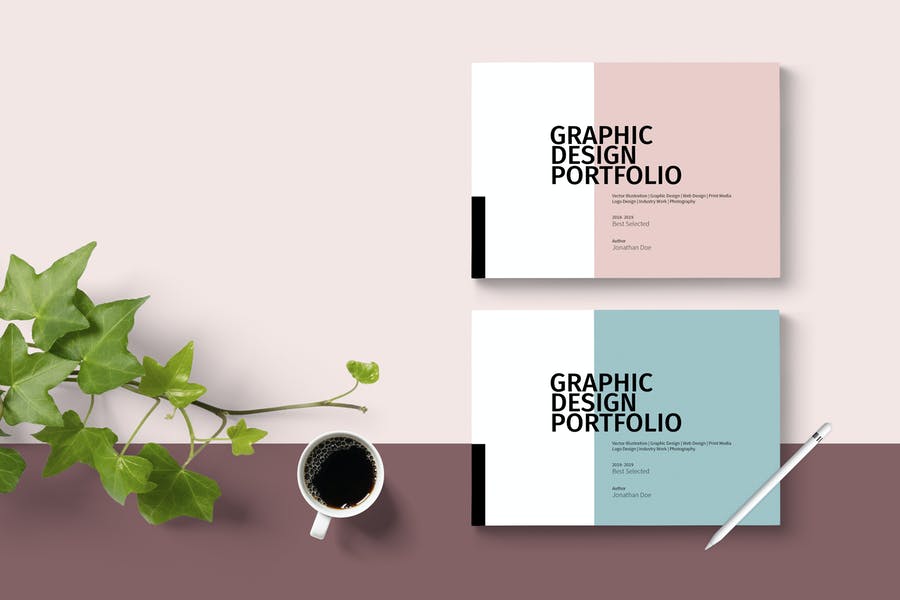 GRAPHIC
DESIGN
PORTFOLIO
Vector Illustration | Graphic Design | Web Design | Print Media
Logo Design | Industry Work | Photography
2018- 2019
Best Selected
Author
Jonathan Doe
GRAPHIC
DESIGN
PORTFOLIO
Vector Illustration | Graphic Design | Web Design | Print Media
Logo Design | Industry Work | Photography
2018- 2019
Best Selected
Author
Jonathan Doe